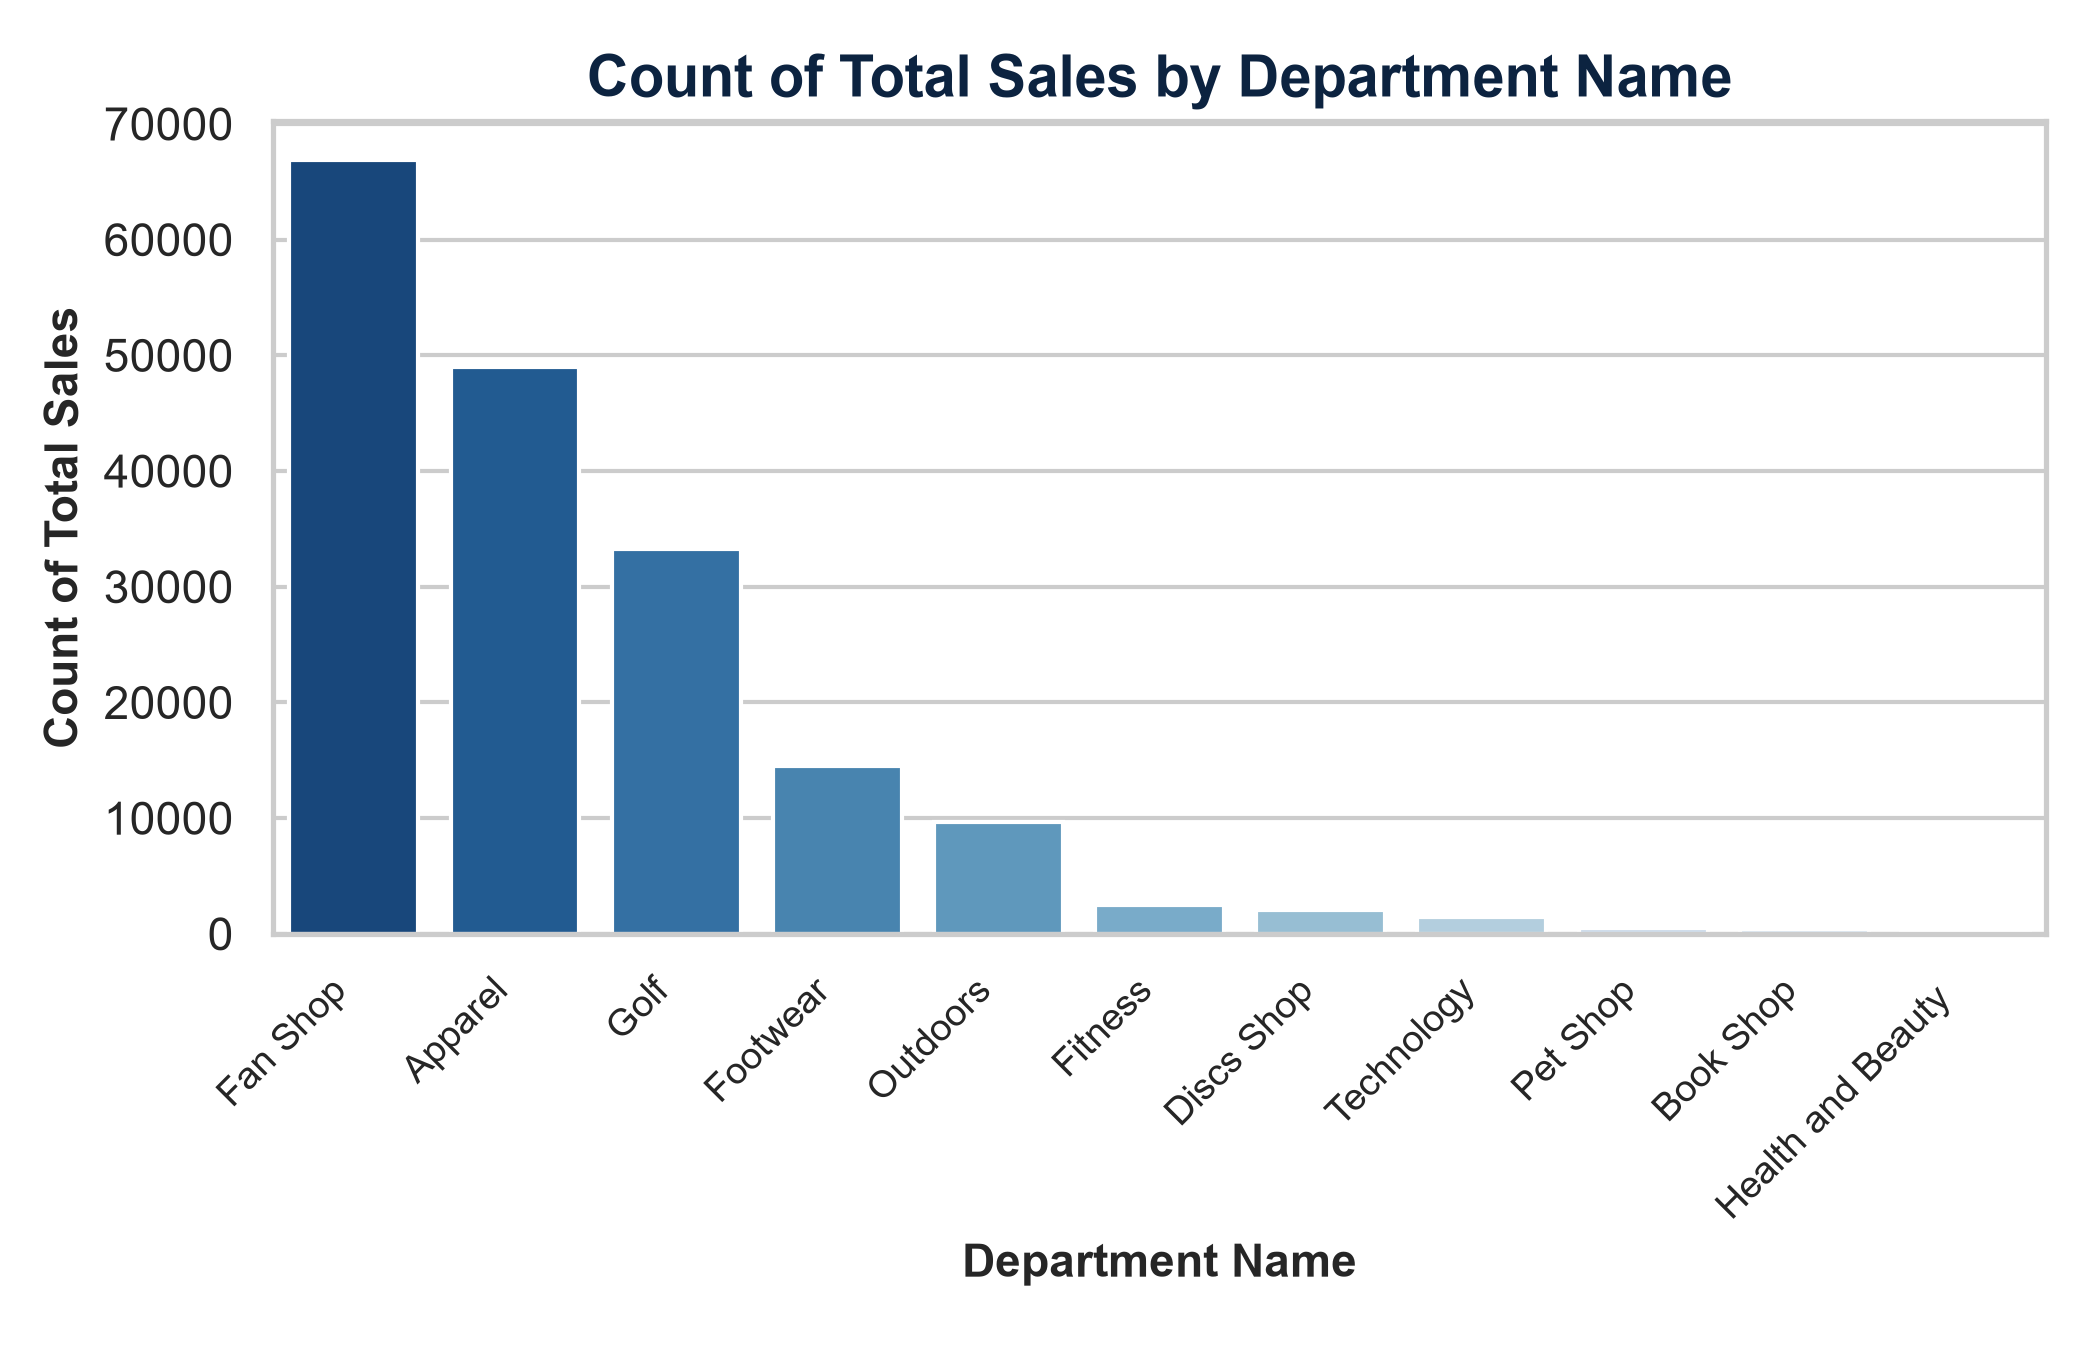 Count of Total Sales by Department Name
Count of Total Sales
70000
60000
50000
40000
30000
20000
10000
0
Fan Shop
Apparel
Golf
Footwear
Outdoors
Fitness
Discs Shop
Technology
Pet Shop
Book Shop
Health and Beauty
Department Name